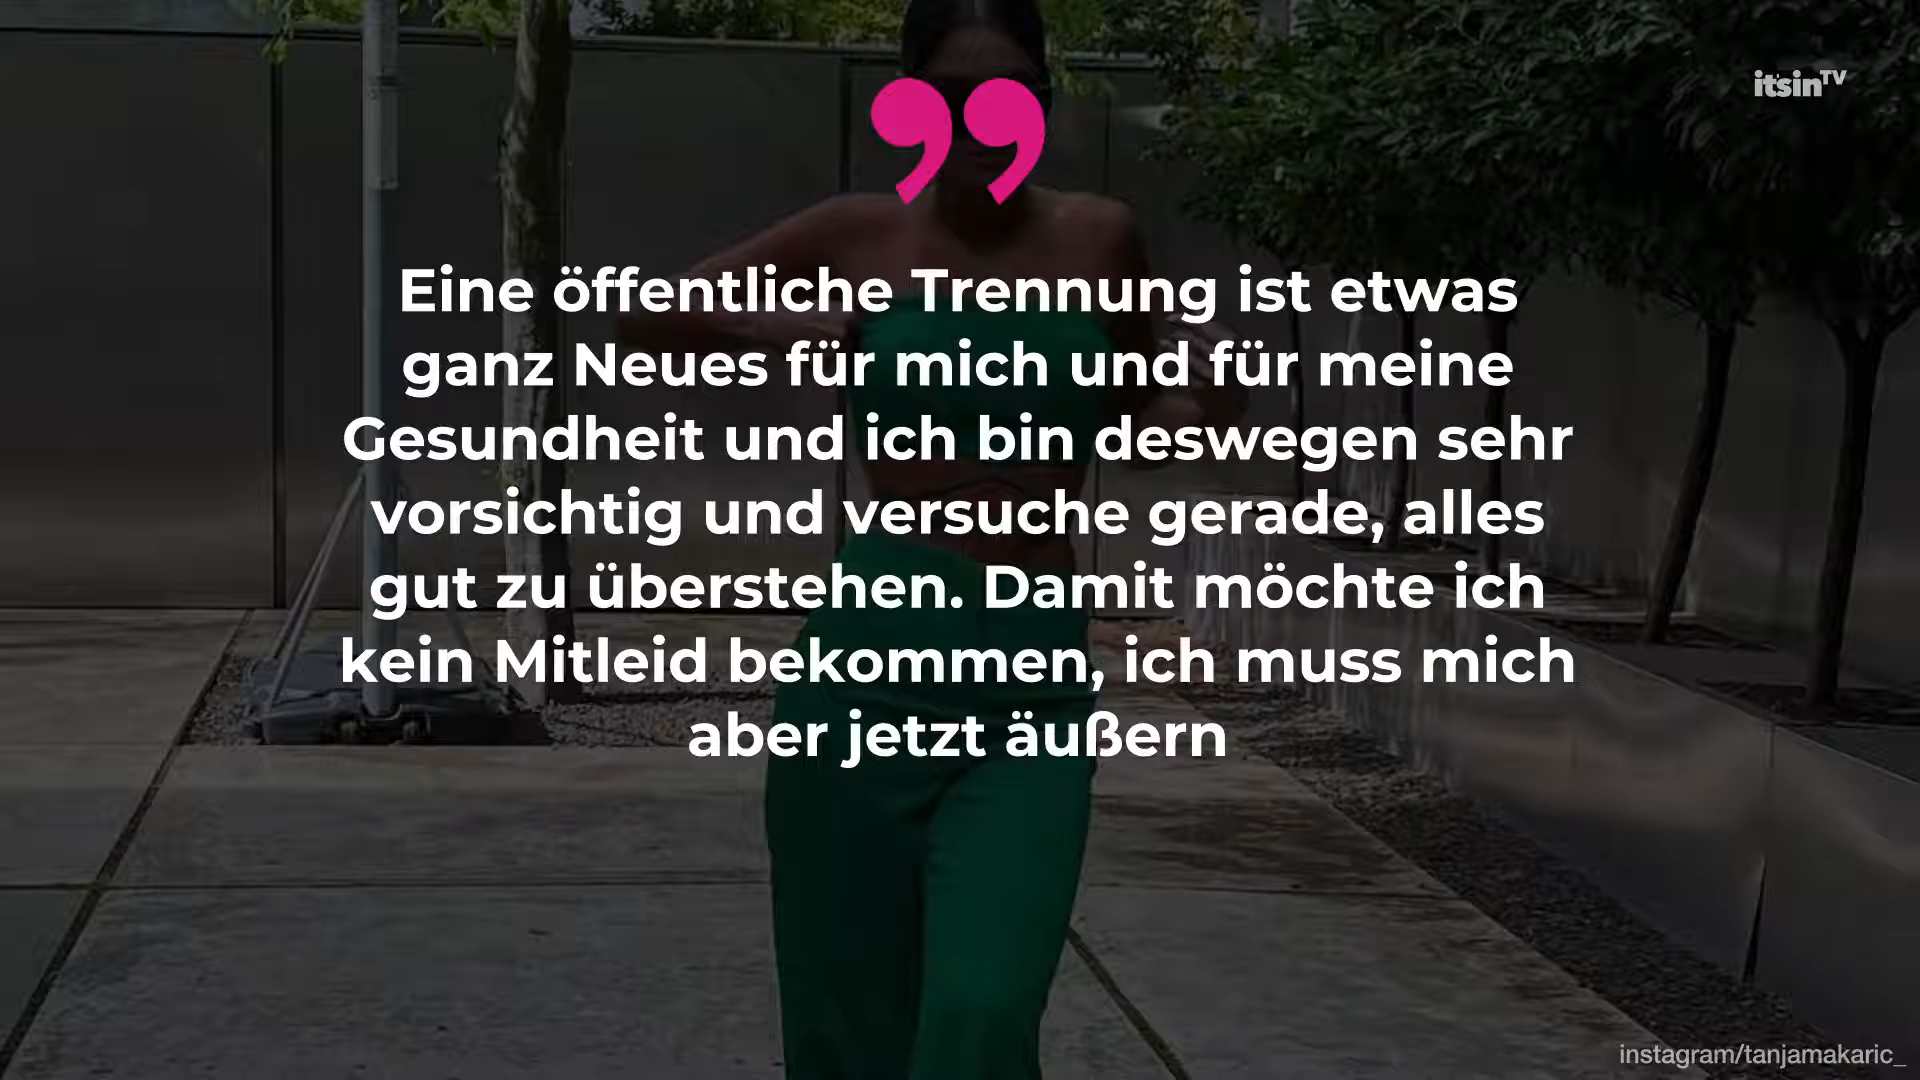 itsinTV
”
Eine öffentliche Trennung ist etwas
ganz Neues für mich und für meine
Gesundheit und ich bin deswegen sehr
vorsichtig und versuche gerade, alles
gut zu überstehen. Damit möchte ich
kein Mitleid bekommen, ich muss mich
aber jetzt äußern
instagram/tanjamakaric_